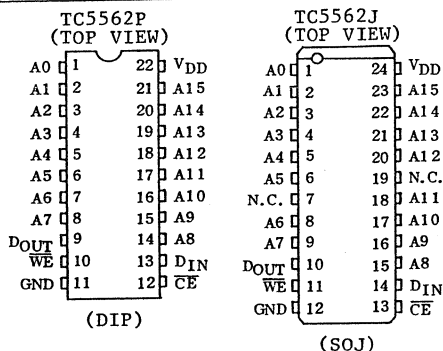 TC5562P
(TOP VIEW)
A0 1 22 VDD
A1 2 21 A15
A2 3 20 A14
A3 4 19 A13
A4 5 18 A12
A5 6 17 A11
A6 7 16 A10
A7 8 15 A9
DOUT 9 14 A8
W̅E̅ 10 13 DIN
GND 11 12 C̅E̅
(DIP)
TC5562J
(TOP VIEW)
A0 1 24 VDD
A1 2 23 A15
A2 3 22 A14
A3 4 21 A13
A4 5 20 A12
A5 6 19 N.C.
N.C. 7 18 A11
A6 8 17 A10
A7 9 16 A9
DOUT 10 15 A8
W̅E̅ 11 14 DIN
GND 12 13 C̅E̅
(SOJ)